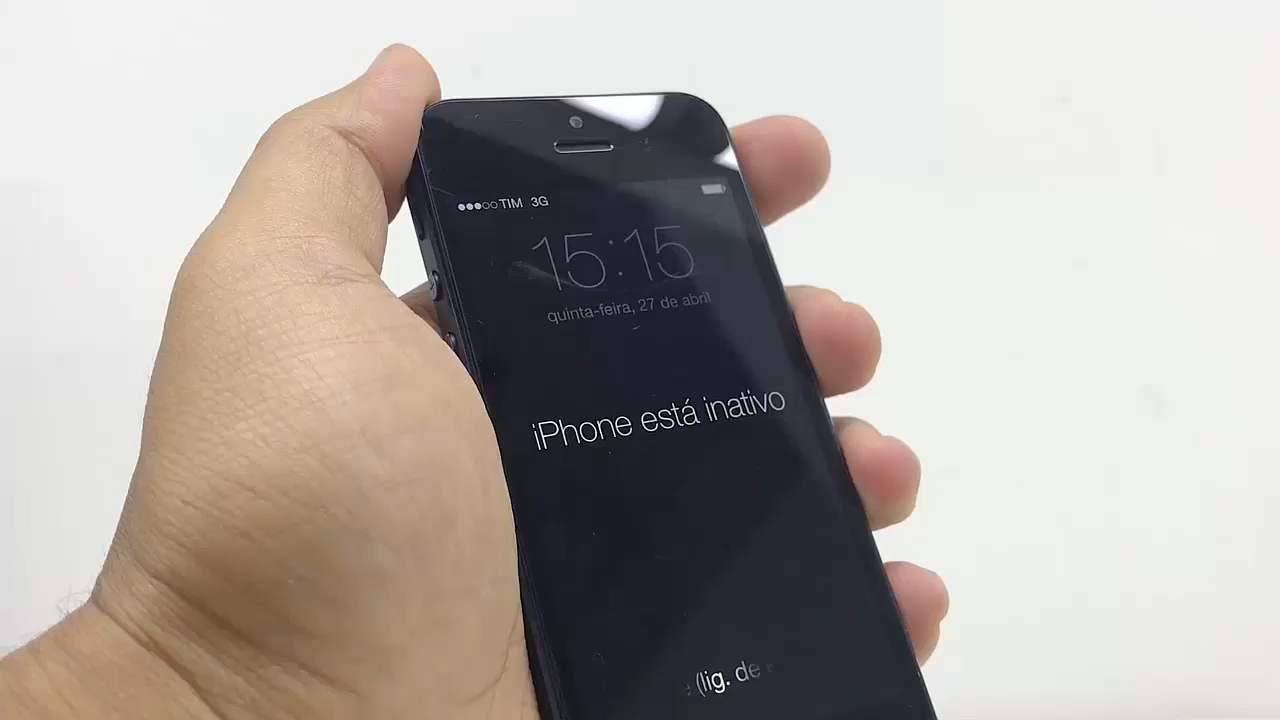 TIM 3G
15:15
quinta-feira, 27 de abril
iPhone está inativo
(lig. de